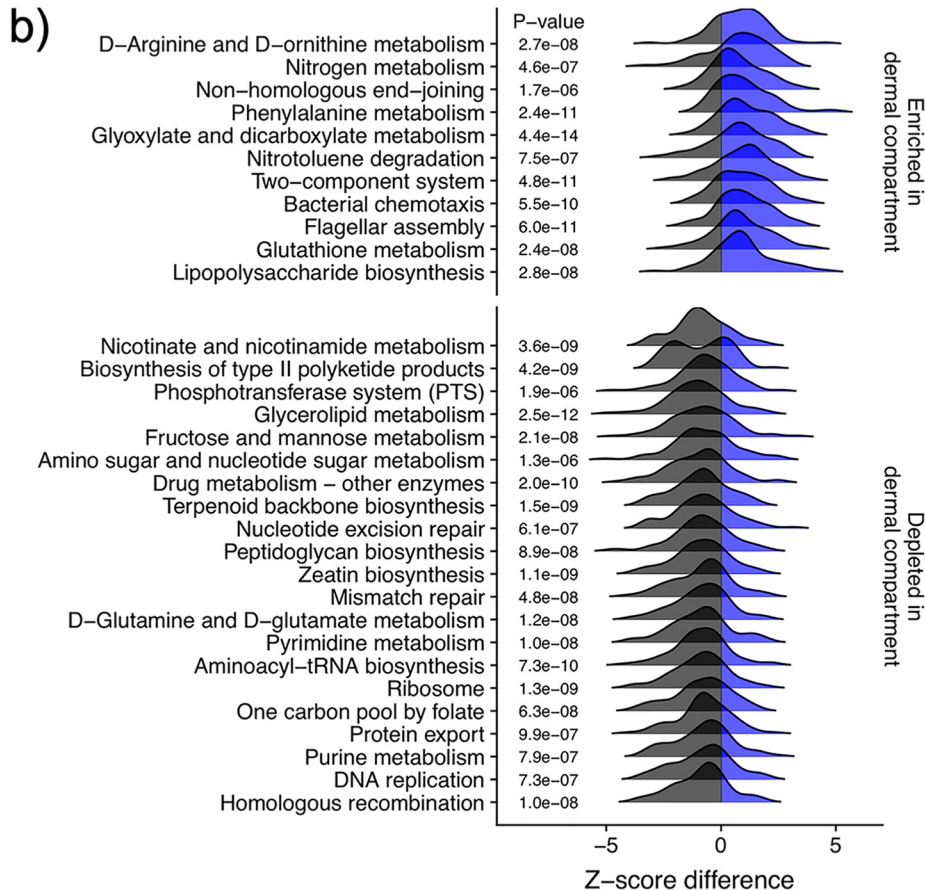 b)
P-value
D-Arginine and D-ornithine metabolism 2.7e-08
Nitrogen metabolism 4.6e-07
Non-homologous end-joining 1.7e-06
Phenylalanine metabolism 2.4e-11
Glyoxylate and dicarboxylate metabolism 4.4e-14
Nitrotoluene degradation 7.5e-07
Two-component system 4.8e-11
Bacterial chemotaxis 5.5e-10
Flagellar assembly 6.0e-11
Glutathione metabolism 2.4e-08
Lipopolysaccharide biosynthesis 2.8e-08
Enriched in
dermal compartment
Nicotinate and nicotinamide metabolism 3.6e-09
Biosynthesis of type II polyketide products 4.2e-09
Phosphotransferase system (PTS) 1.9e-06
Glycerolipid metabolism 2.5e-12
Fructose and mannose metabolism 2.1e-08
Amino sugar and nucleotide sugar metabolism 1.3e-06
Drug metabolism - other enzymes 2.0e-10
Terpenoid backbone biosynthesis 1.5e-09
Nucleotide excision repair 6.1e-07
Peptidoglycan biosynthesis 8.9e-08
Zeatin biosynthesis 1.1e-09
Mismatch repair 4.8e-08
D-Glutamine and D-glutamate metabolism 1.2e-08
Pyrimidine metabolism 1.0e-08
Aminoacyl-tRNA biosynthesis 7.3e-10
Ribosome 1.3e-09
One carbon pool by folate 6.3e-08
Protein export 9.9e-07
Purine metabolism 7.9e-07
DNA replication 7.3e-07
Homologous recombination 1.0e-08
Depleted in
dermal compartment
-5 0 5
Z-score difference